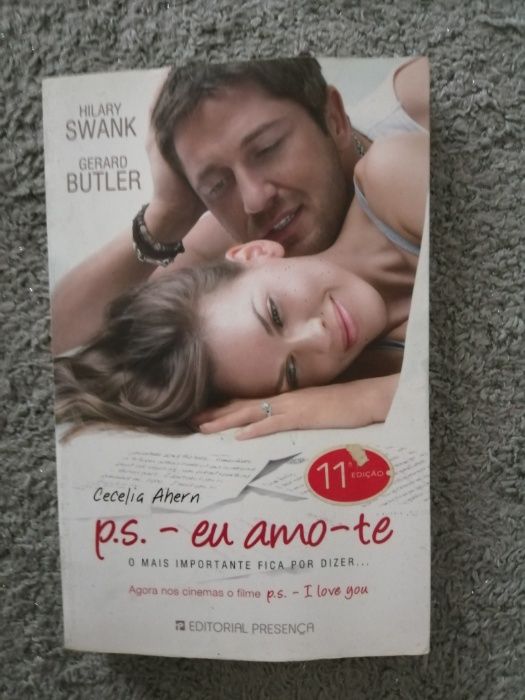 HILARY
SWANK
GERARD
BUTLER
11ª EDIÇÃO
Cecelia Ahern
p.s. - eu amo-te
O MAIS IMPORTANTE FICA POR DIZER...
Agora nos cinemas o filme p.s. - I love you
EDITORIAL PRESENÇA